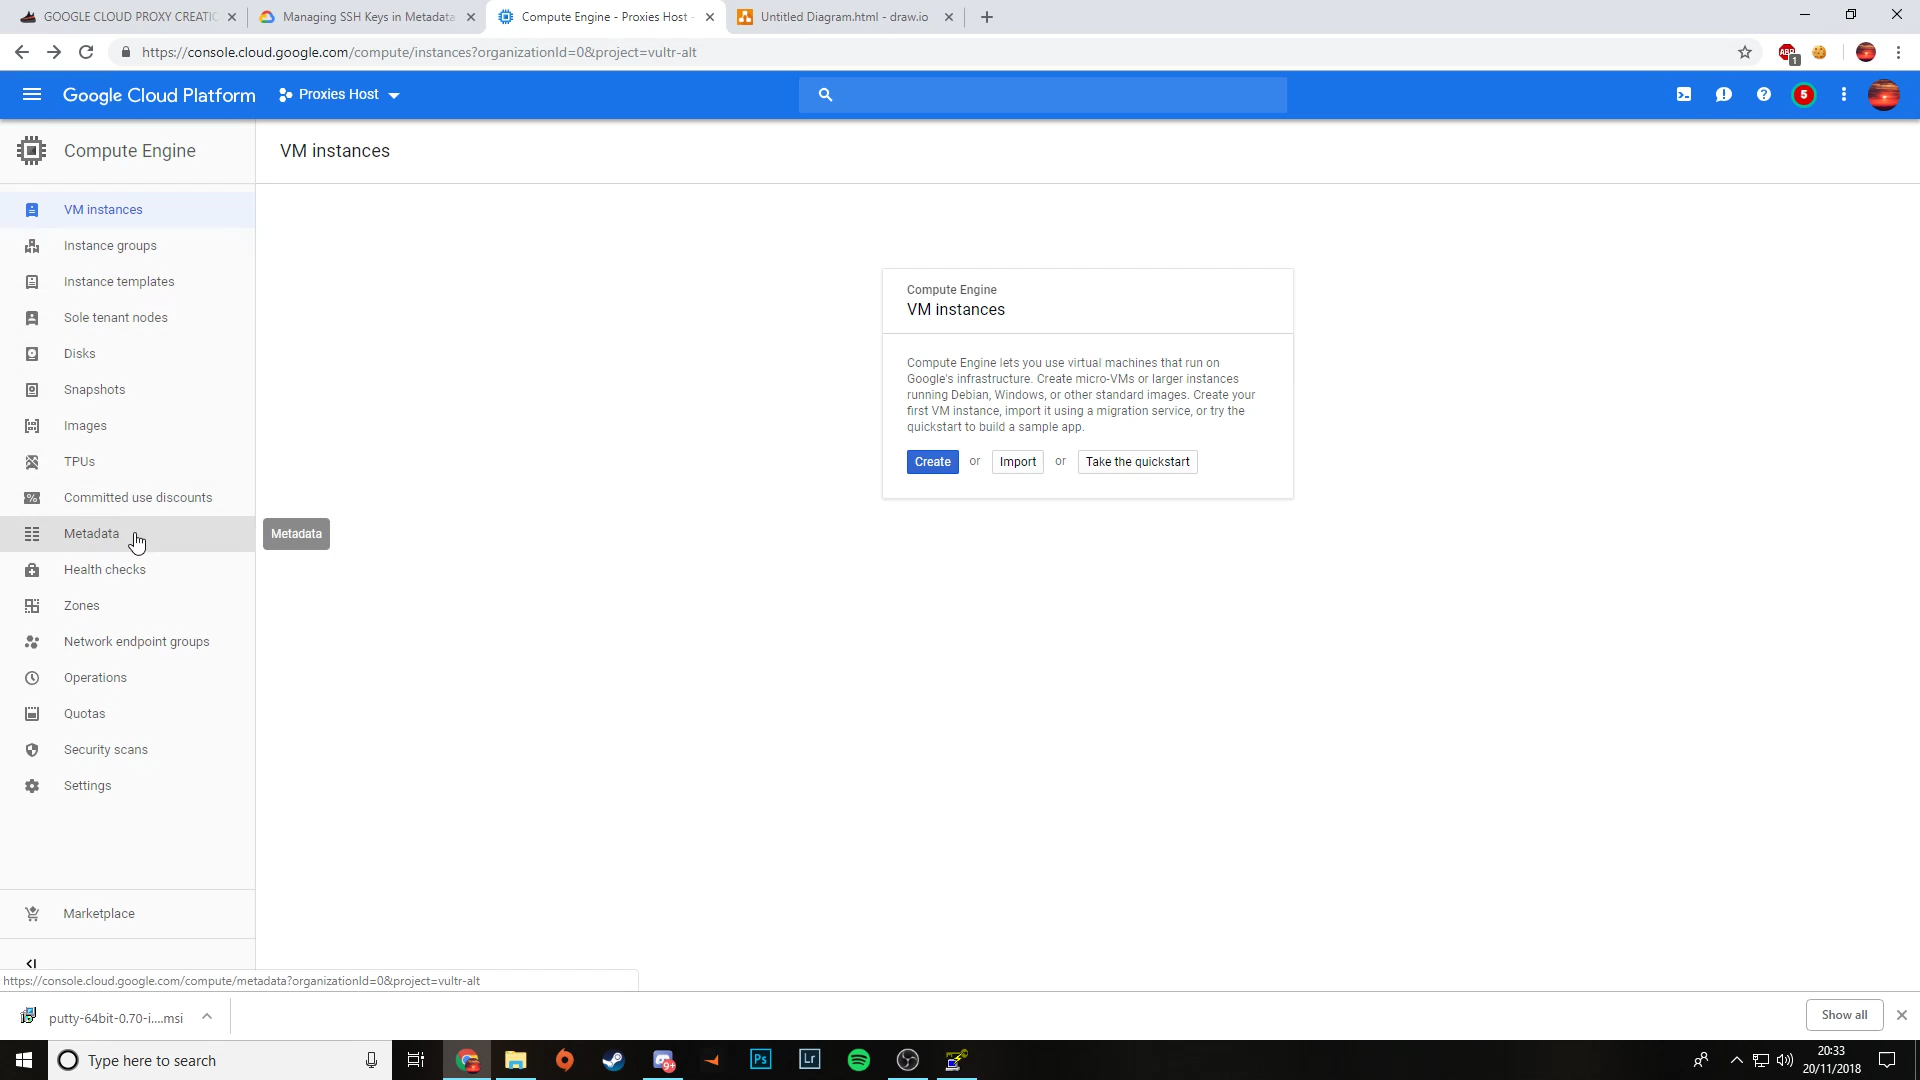 GOOGLE CLOUD PROXY CREATIO
Managing SSH Keys in Metadata
Compute Engine - Proxies Host -
Untitled Diagram.html - draw.io
https://console.cloud.google.com/compute/instances?organizationId=0&project=vultr-alt
ABP
1
Google Cloud Platform
Proxies Host
5
Compute Engine
VM instances
VM instances
Instance groups
Instance templates
Sole tenant nodes
Disks
Snapshots
Images
TPUs
Committed use discounts
Metadata
Metadata
Health checks
Zones
Network endpoint groups
Operations
Quotas
Security scans
Settings
Marketplace
Compute Engine
VM instances
Compute Engine lets you use virtual machines that run on
Google's infrastructure. Create micro-VMs or larger instances
running Debian, Windows, or other standard images. Create your
first VM instance, import it using a migration service, or try the
quickstart to build a sample app.
Create or Import or Take the quickstart
https://console.cloud.google.com/compute/metadata?organizationId=0&project=vultr-alt
putty-64bit-0.70-i....msi
Show all
Type here to search
9+
Ps
Lr
20:33
20/11/2018